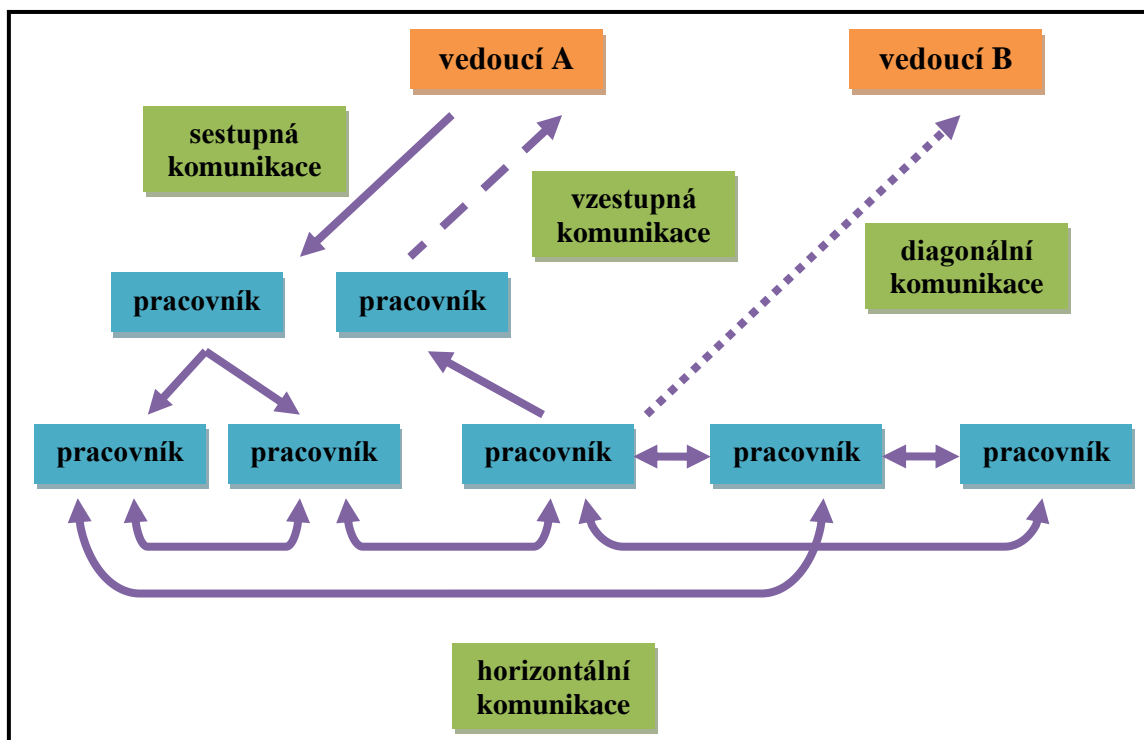 vedoucí A
vedoucí B
sestupná
komunikace
vzestupná
komunikace
diagonální
komunikace
pracovník
pracovník
pracovník
pracovník
pracovník
pracovník
pracovník
horizontální
komunikace